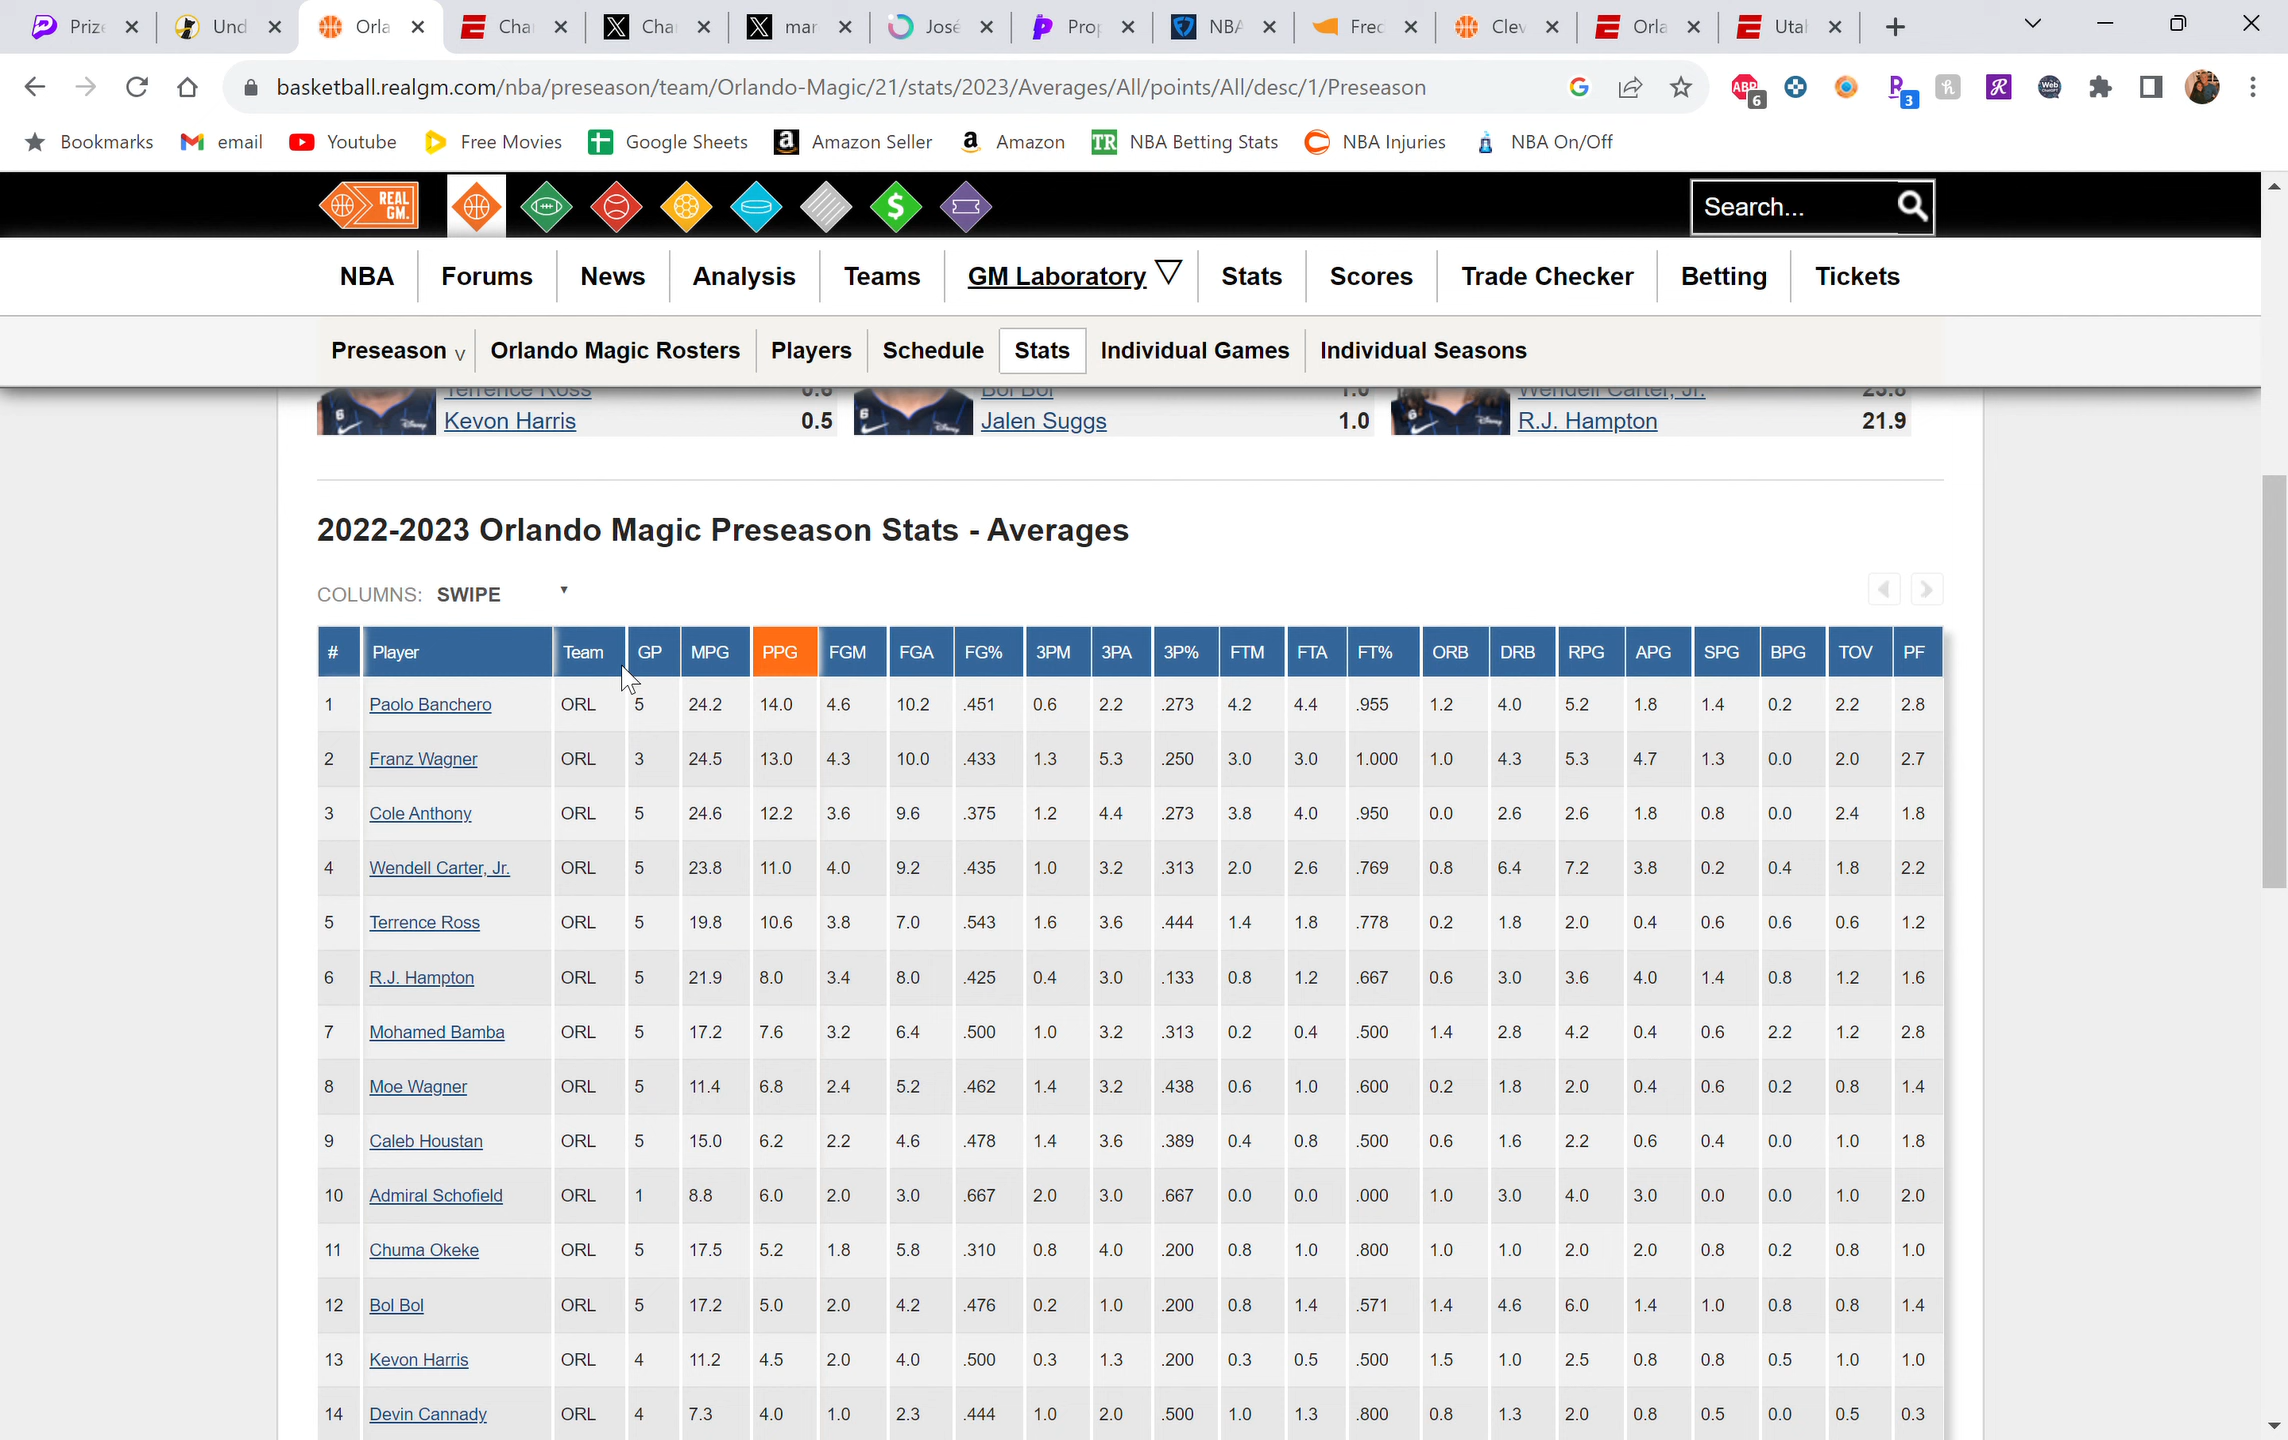 Prize Und Orla Cha Cha mar José Prop NBA Fred Clev Orla Utah
basketball.realgm.com/nba/preseason/team/Orlando-Magic/21/stats/2023/Averages/All/points/All/desc/1/Preseason
Bookmarks email Youtube Free Movies Google Sheets Amazon Seller Amazon NBA Betting Stats NBA Injuries NBA On/Off
REAL GM. Search...
NBA Forums News Analysis Teams GM Laboratory Stats Scores Trade Checker Betting Tickets
Preseason v Orlando Magic Rosters Players Schedule Stats Individual Games Individual Seasons
Terrence Ross 0.6 Bol Bol 1.0 Wendell Carter, Jr. 23.8
Kevon Harris 0.5 Jalen Suggs 1.0 R.J. Hampton 21.9
2022-2023 Orlando Magic Preseason Stats - Averages
COLUMNS: SWIPE
# Player Team GP MPG PPG FGM FGA FG% 3PM 3PA 3P% FTM FTA FT% ORB DRB RPG APG SPG BPG TOV PF
1 Paolo Banchero ORL 5 24.2 14.0 4.6 10.2 .451 0.6 2.2 .273 4.2 4.4 .955 1.2 4.0 5.2 1.8 1.4 0.2 2.2 2.8
2 Franz Wagner ORL 3 24.5 13.0 4.3 10.0 .433 1.3 5.3 .250 3.0 3.0 1.000 1.0 4.3 5.3 4.7 1.3 0.0 2.0 2.7
3 Cole Anthony ORL 5 24.6 12.2 3.6 9.6 .375 1.2 4.4 .273 3.8 4.0 .950 0.0 2.6 2.6 1.8 0.8 0.0 2.4 1.8
4 Wendell Carter, Jr. ORL 5 23.8 11.0 4.0 9.2 .435 1.0 3.2 .313 2.0 2.6 .769 0.8 6.4 7.2 3.8 0.2 0.4 1.8 2.2
5 Terrence Ross ORL 5 19.8 10.6 3.8 7.0 .543 1.6 3.6 .444 1.4 1.8 .778 0.2 1.8 2.0 0.4 0.6 0.6 0.6 1.2
6 R.J. Hampton ORL 5 21.9 8.0 3.4 8.0 .425 0.4 3.0 .133 0.8 1.2 .667 0.6 3.0 3.6 4.0 1.4 0.8 1.2 1.6
7 Mohamed Bamba ORL 5 17.2 7.6 3.2 6.4 .500 1.0 3.2 .313 0.2 0.4 .500 1.4 2.8 4.2 0.4 0.6 2.2 1.2 2.8
8 Moe Wagner ORL 5 11.4 6.8 2.4 5.2 .462 1.4 3.2 .438 0.6 1.0 .600 0.2 1.8 2.0 0.4 0.6 0.2 0.8 1.4
9 Caleb Houstan ORL 5 15.0 6.2 2.2 4.6 .478 1.4 3.6 .389 0.4 0.8 .500 0.6 1.6 2.2 0.6 0.4 0.0 1.0 1.8
10 Admiral Schofield ORL 1 8.8 6.0 2.0 3.0 .667 2.0 3.0 .667 0.0 0.0 .000 1.0 3.0 4.0 3.0 0.0 0.0 1.0 2.0
11 Chuma Okeke ORL 5 17.5 5.2 1.8 5.8 .310 0.8 4.0 .200 0.8 1.0 .800 1.0 1.0 2.0 2.0 0.8 0.2 0.8 1.0
12 Bol Bol ORL 5 17.2 5.0 2.0 4.2 .476 0.2 1.0 .200 0.8 1.4 .571 1.4 4.6 6.0 1.4 1.0 0.8 0.8 1.4
13 Kevon Harris ORL 4 11.2 4.5 2.0 4.0 .500 0.3 1.3 .200 0.3 0.5 .500 1.5 1.0 2.5 0.8 0.8 0.5 1.0 1.0
14 Devin Cannady ORL 4 7.3 4.0 1.0 2.3 .444 1.0 2.0 .500 1.0 1.3 .800 0.8 1.3 2.0 0.8 0.5 0.0 0.5 0.3